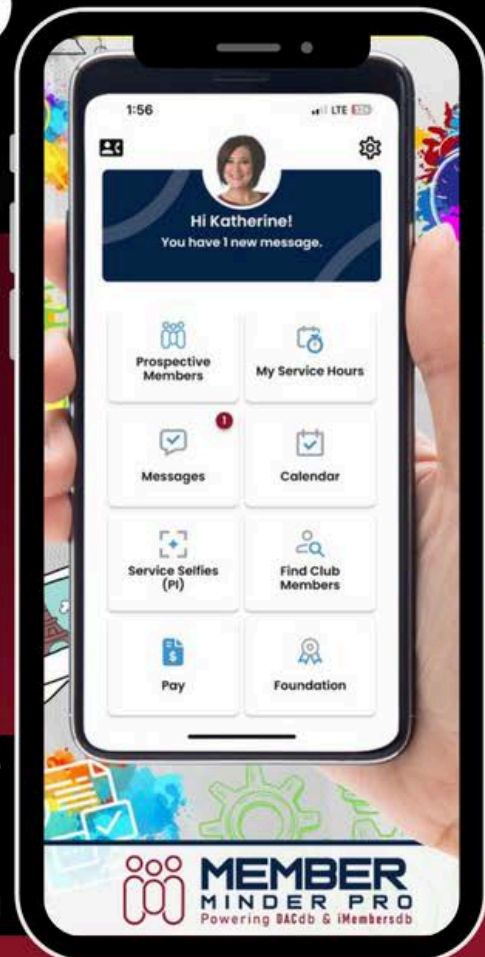 1:56
LTE
Hi Katherine!
You have 1 new message.
Prospective
Members
My Service Hours
1
Messages
Calendar
Service Selfies
(PI)
Find Club
Members
Pay
Foundation
MEMBER
MINDER PRO
Powering DACdb & iMembersdb